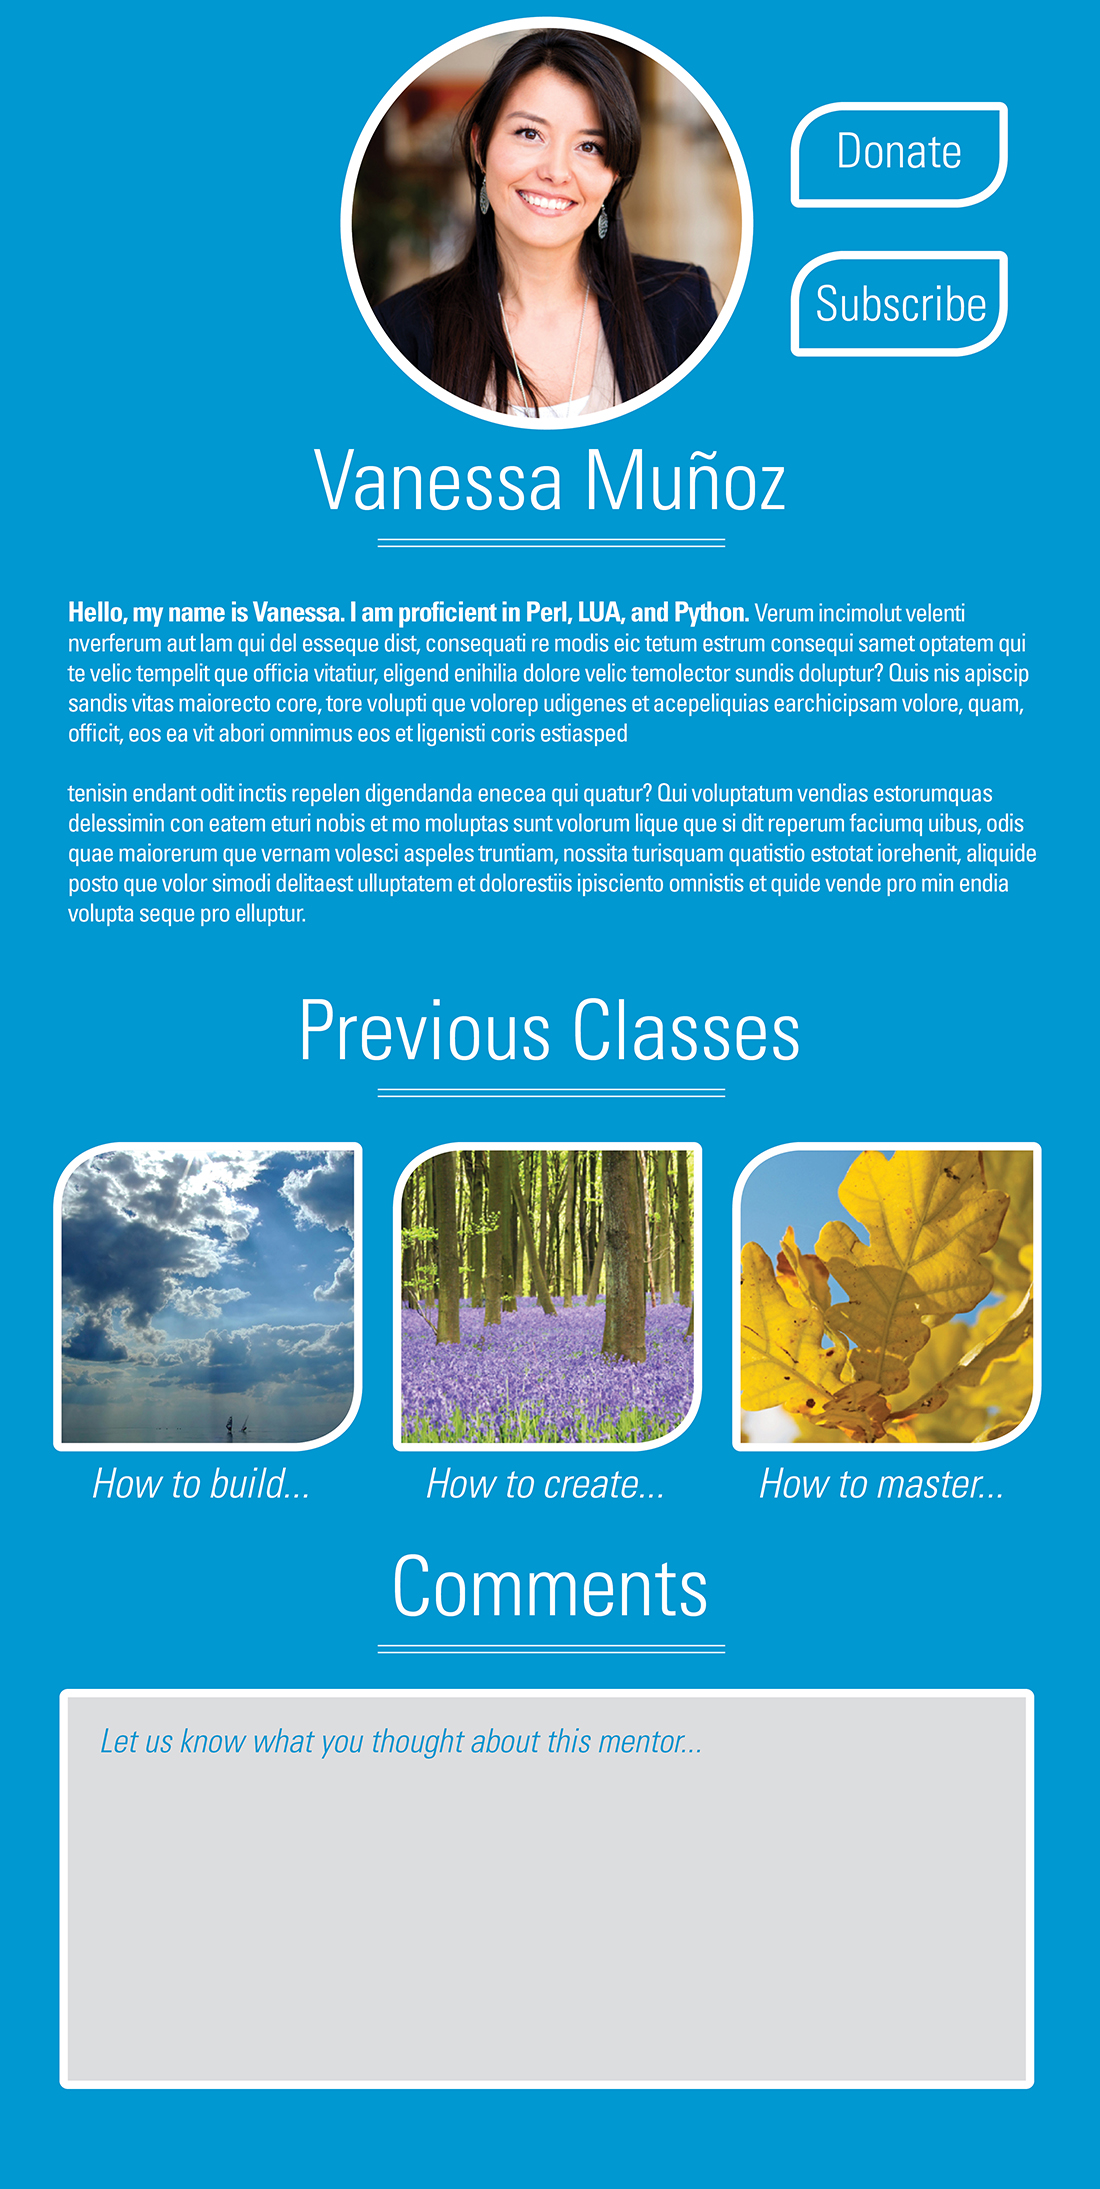 Donate
Subscribe
Vanessa Muñoz
Hello, my name is Vanessa. I am proficient in Perl, LUA, and Python. Verum incimolut velenti
nverferum aut lam qui del esseque dist, consequati re modis eic tetum estrum consequi samet optatem qui
te velic tempelit que officia vitatiur, eligend enihilia dolore velic temolector sundis doluptur? Quis nis apiscip
sandis vitas maiorecto core, tore volupti que volorep udigenes et acepeliquias earchicipsam volore, quam,
officit, eos ea vit abori omnimus eos et ligenisti coris estiasped
tenisin endant odit inctis repelen digendanda enecea qui quatur? Qui voluptatum vendias estorumquas
delessimin con eatem eturi nobis et mo moluptas sunt volorum lique que si dit reperum faciumq uibus, odis
quae maiorerum que vernam volesci aspeles truntiam, nossita turisquam quatistio estotat iorehenit, aliquide
posto que volor simodi delitaest ulluptatem et dolorestiis ipisciento omnistis et quide vende pro min endia
volupta seque pro elluptur.
Previous Classes
How to build...
How to create...
How to master...
Comments
Let us know what you thought about this mentor...